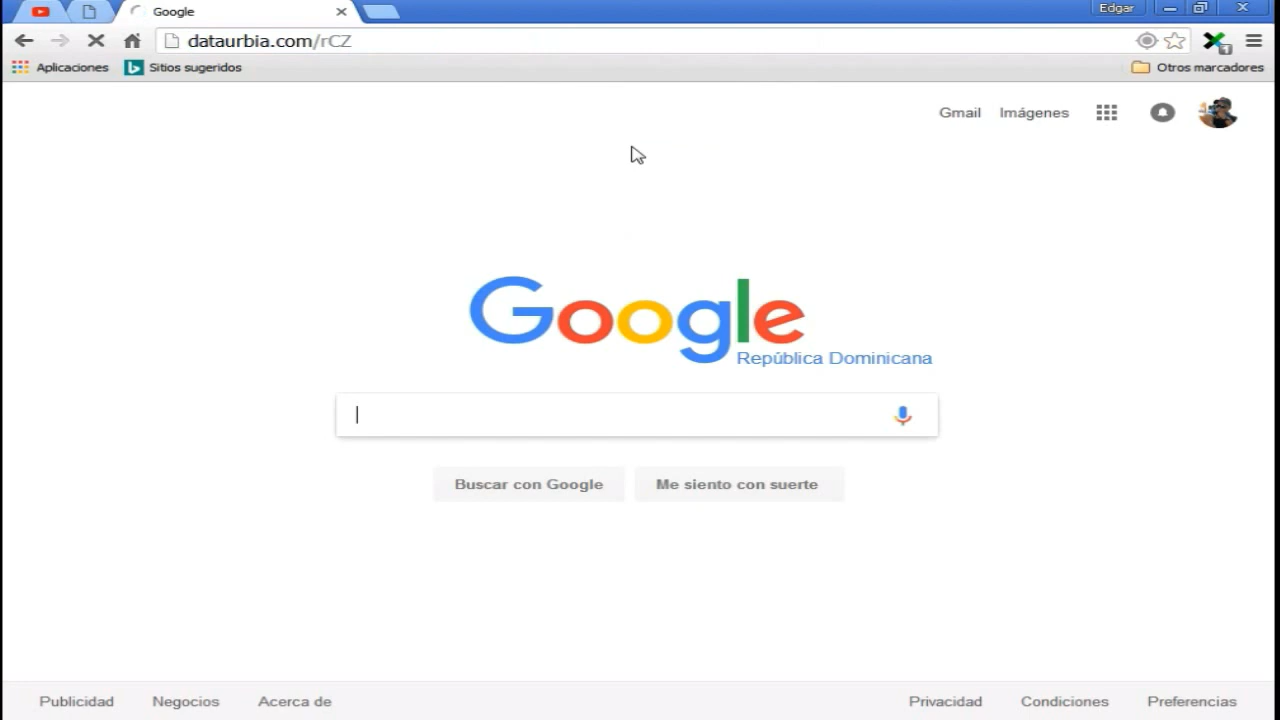 Google
Edgar
dataurbia.com/rCZ
Aplicaciones
Sitios sugeridos
Otros marcadores
Gmail
Imágenes
Google
República Dominicana
Buscar con Google
Me siento con suerte
Publicidad
Negocios
Acerca de
Privacidad
Condiciones
Preferencias